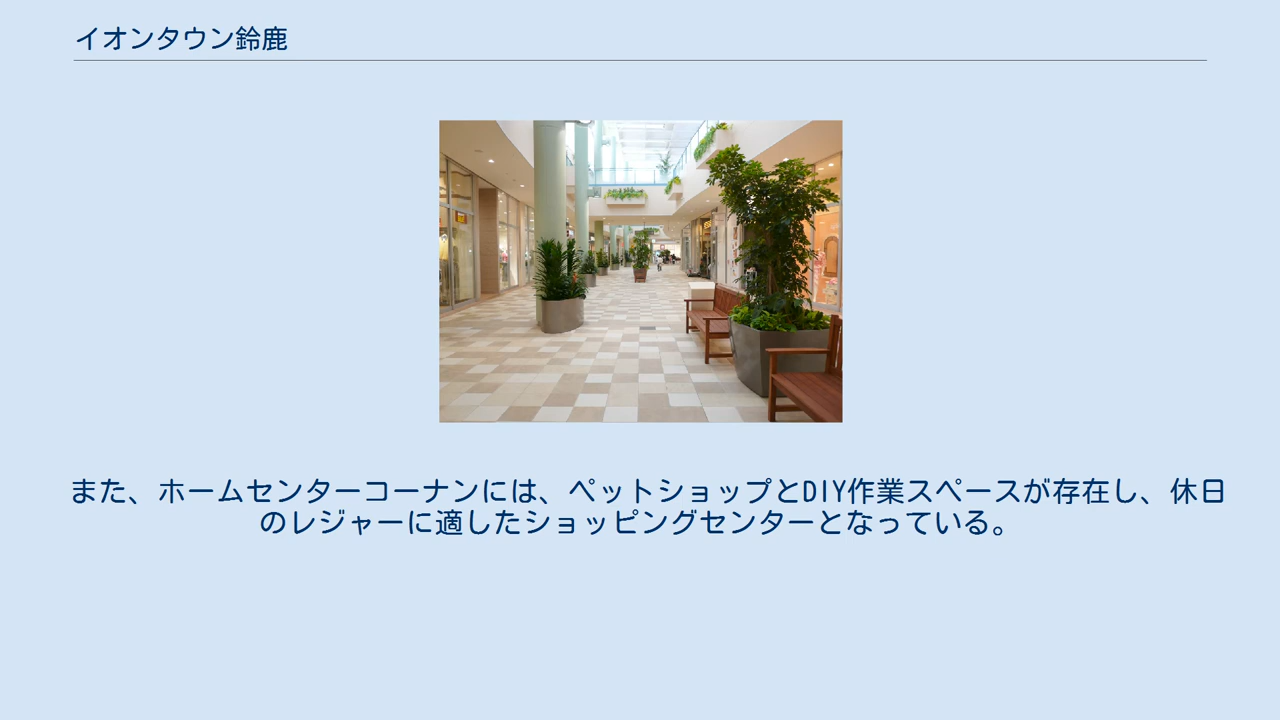 イオンタウン鈴鹿
また、ホームセンターコーナンには、ペットショップとDIY作業スペースが存在し、休日
のレジャーに適したショッピングセンターとなっている。